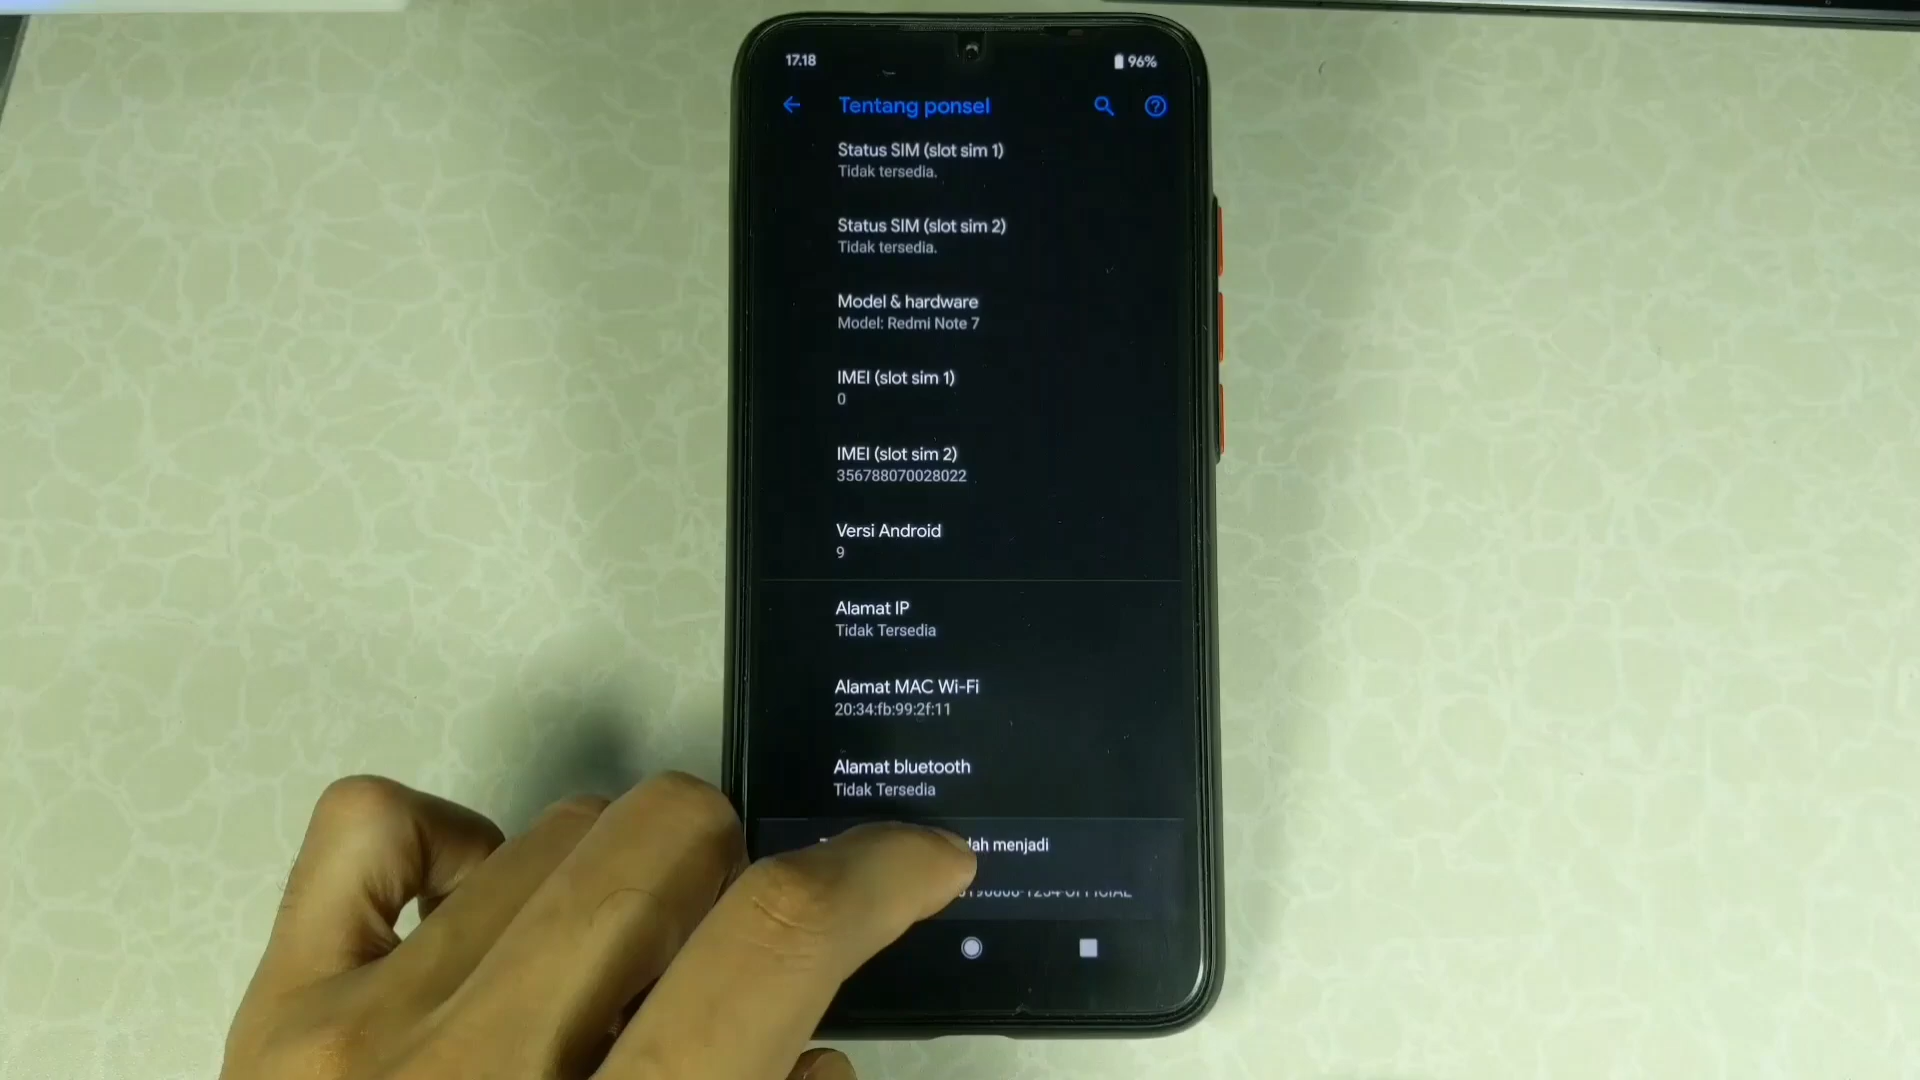 17.18
96%
Tentang ponsel
Status SIM (slot sim 1)
Tidak tersedia.
Status SIM (slot sim 2)
Tidak tersedia.
Model & hardware
Model: Redmi Note 7
IMEI (slot sim 1)
0
IMEI (slot sim 2)
356788070028022
Versi Android
9
Alamat IP
Tidak Tersedia
Alamat MAC Wi-Fi
20:34:fb:99:2f:11
Alamat bluetooth
Tidak Tersedia
menjadi